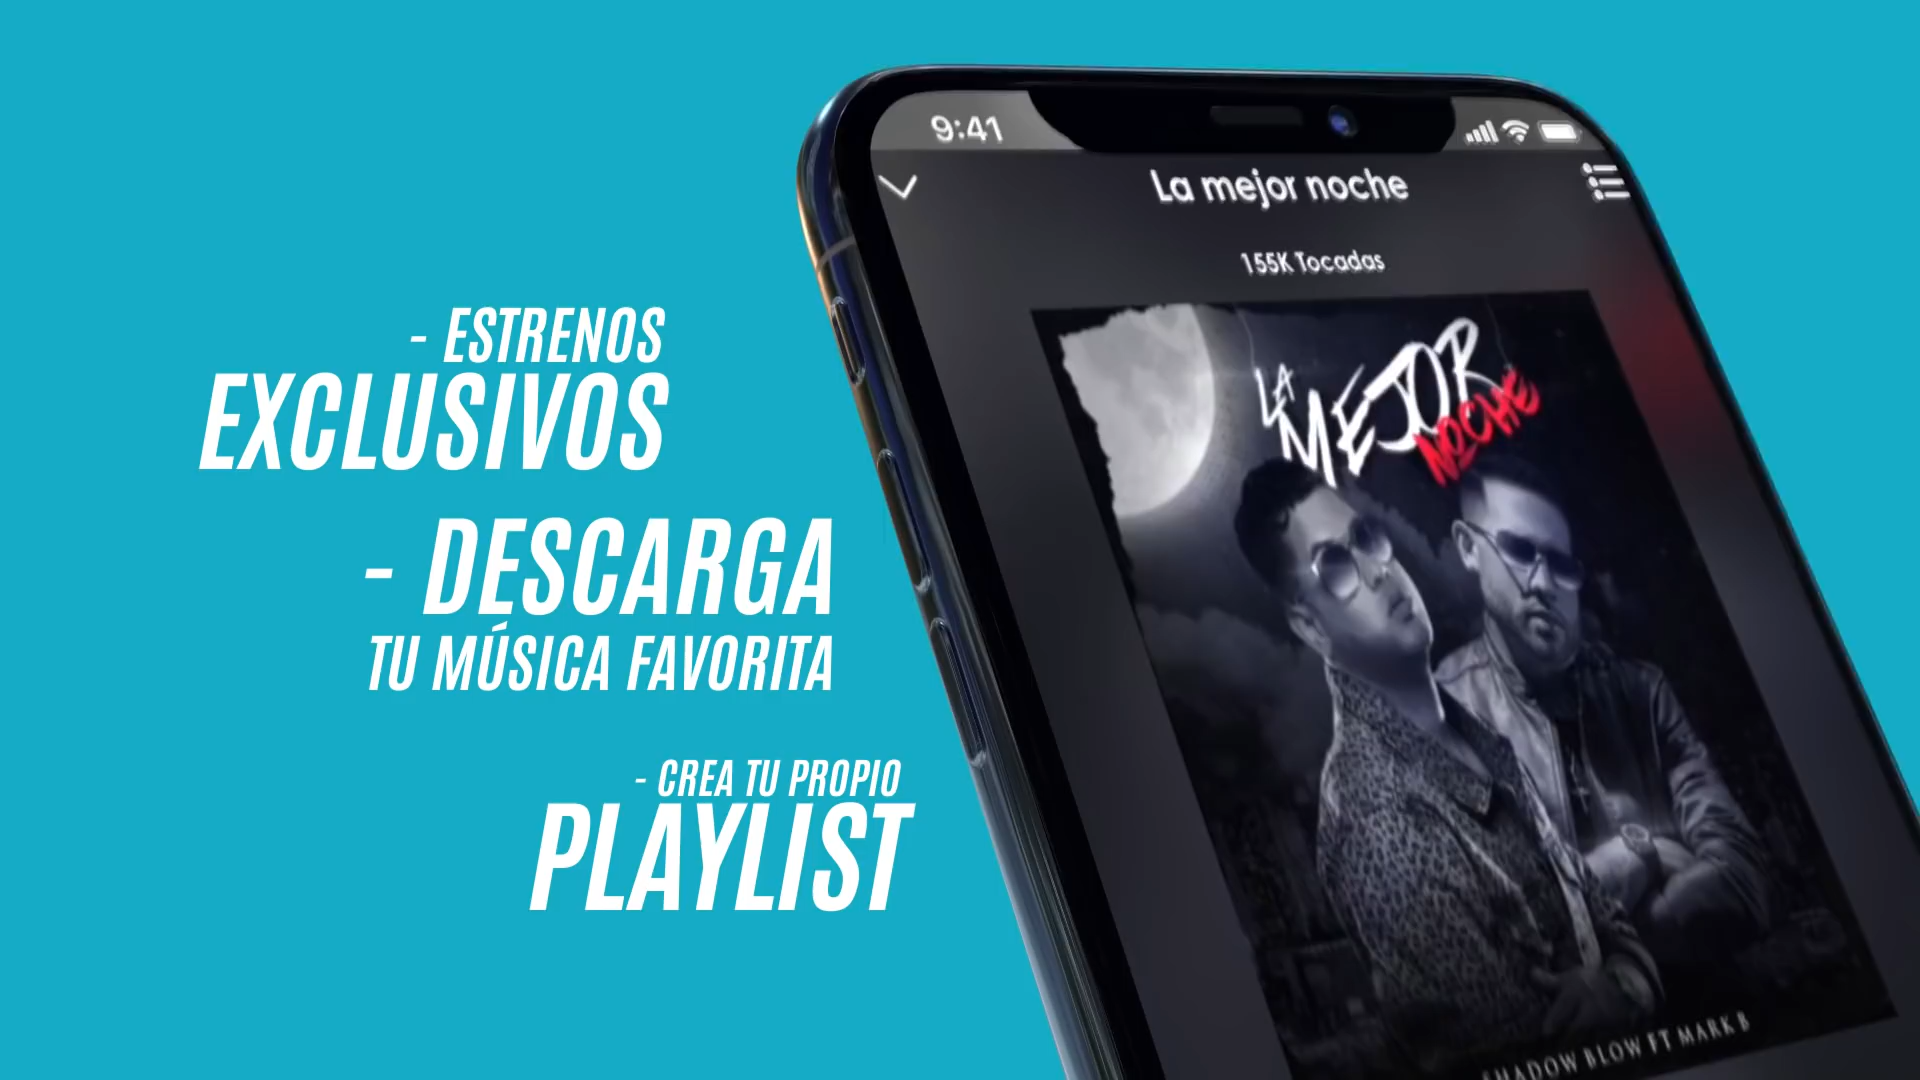 - ESTRENOS
EXCLUSIVOS
- DESCARGA
TU MÚSICA FAVORITA
- CREA TU PROPIO
PLAYLIST
9:41
La mejor noche
155K Tocadas
LA
MEJOR
NOCHE
SHADOW BLOW FT MARK B